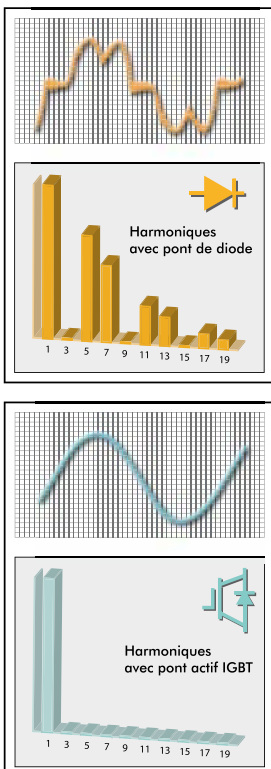 Harmoniques
avec pont de diode
1 3 5 7 9 11 13 15 17 19
Harmoniques
avec pont actif IGBT
1 3 5 7 9 11 13 15 17 19